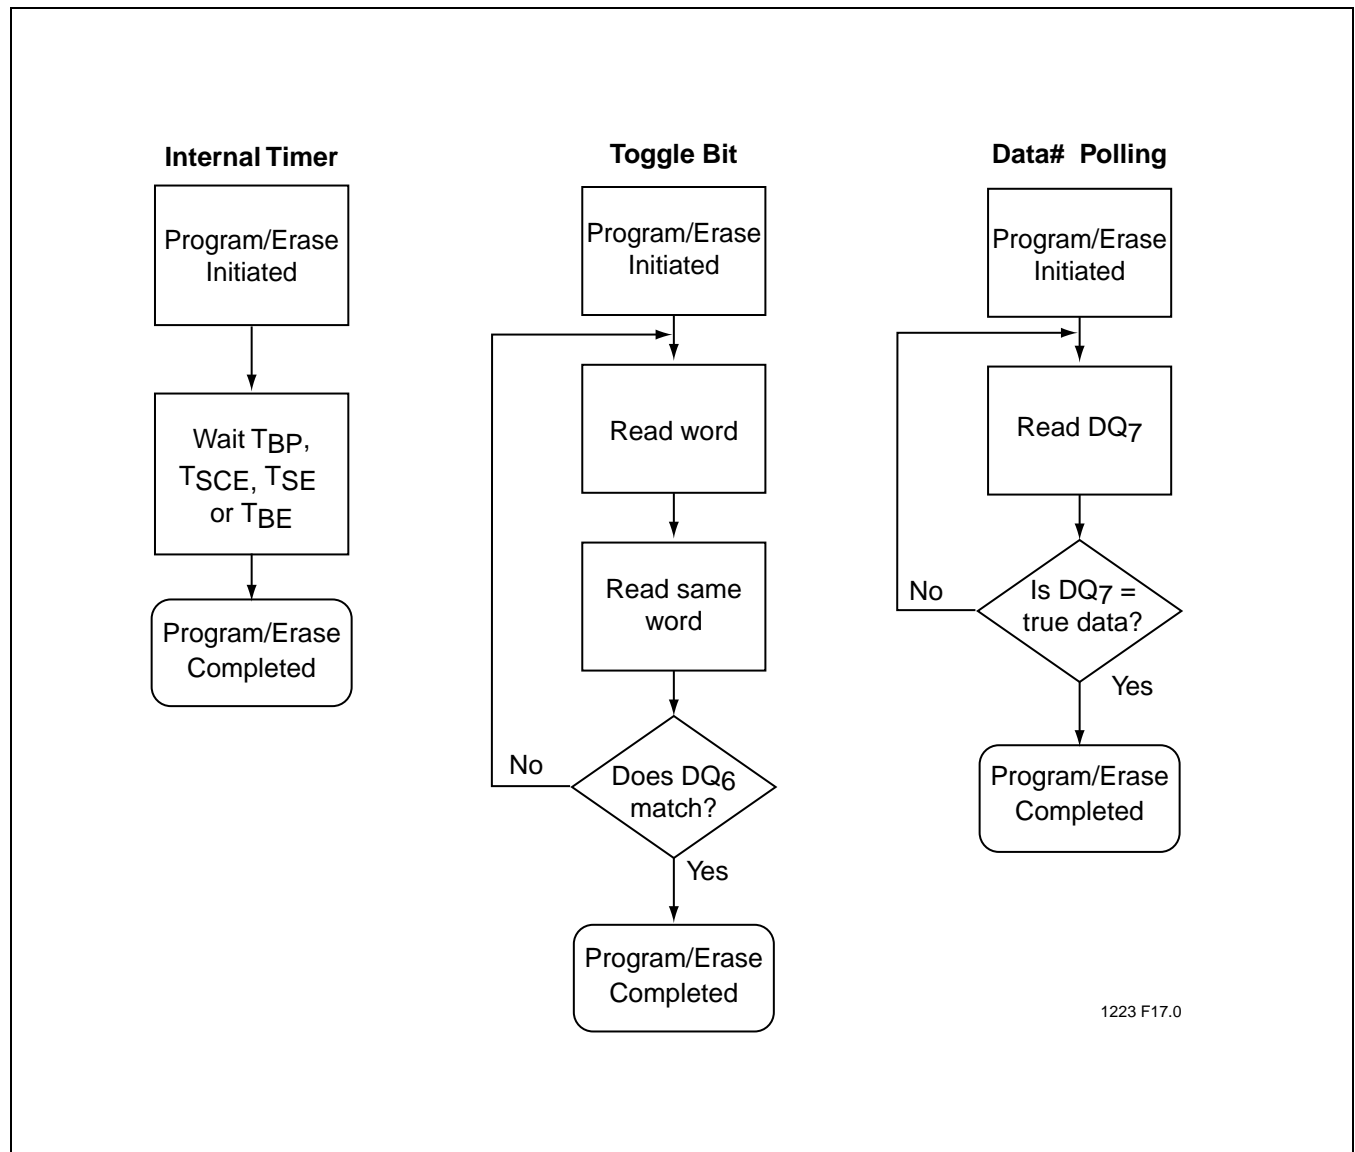 Internal Timer
Program/Erase
Initiated
Wait TBP,
TSCE, TSE
or TBE
Program/Erase
Completed
Toggle Bit
Program/Erase
Initiated
Read word
Read same
word
Does DQ6
match?
No
Yes
Program/Erase
Completed
Data# Polling
Program/Erase
Initiated
Read DQ7
Is DQ7 =
true data?
No
Yes
Program/Erase
Completed
1223 F17.0